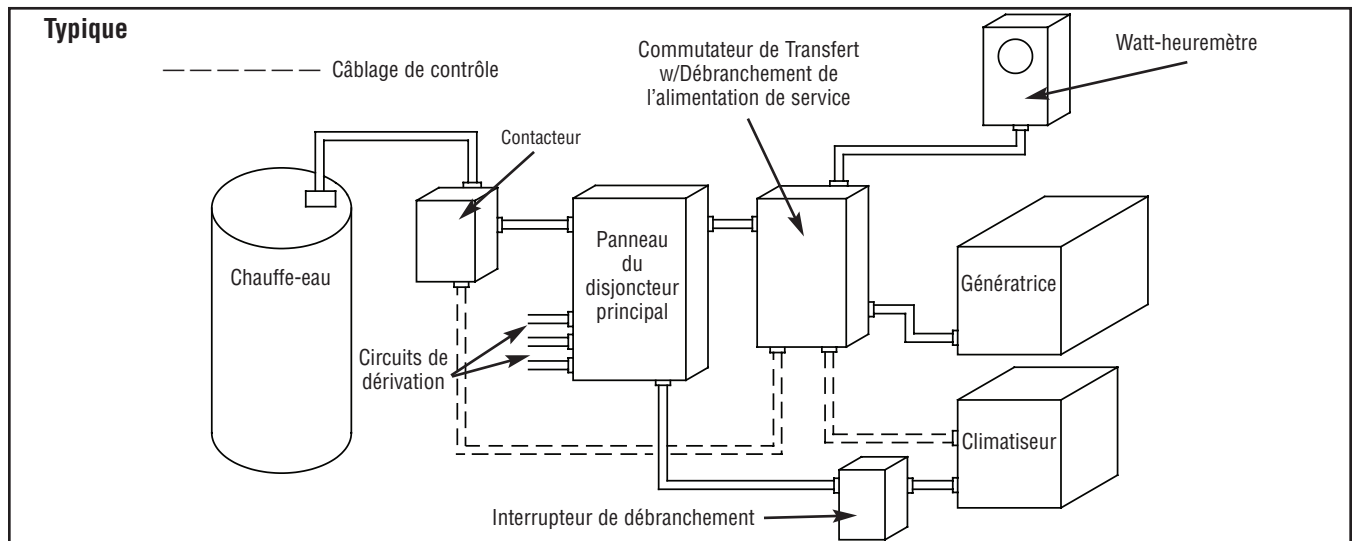 Typique
Câblage de contrôle
Commutateur de Transfert
w/Débranchement de
l'alimentation de service
Watt-heuremètre
Contacteur
Chauffe-eau
Panneau
du
disjoncteur
principal
Génératrice
Circuits de
dérivation
Climatiseur
Interrupteur de débranchement